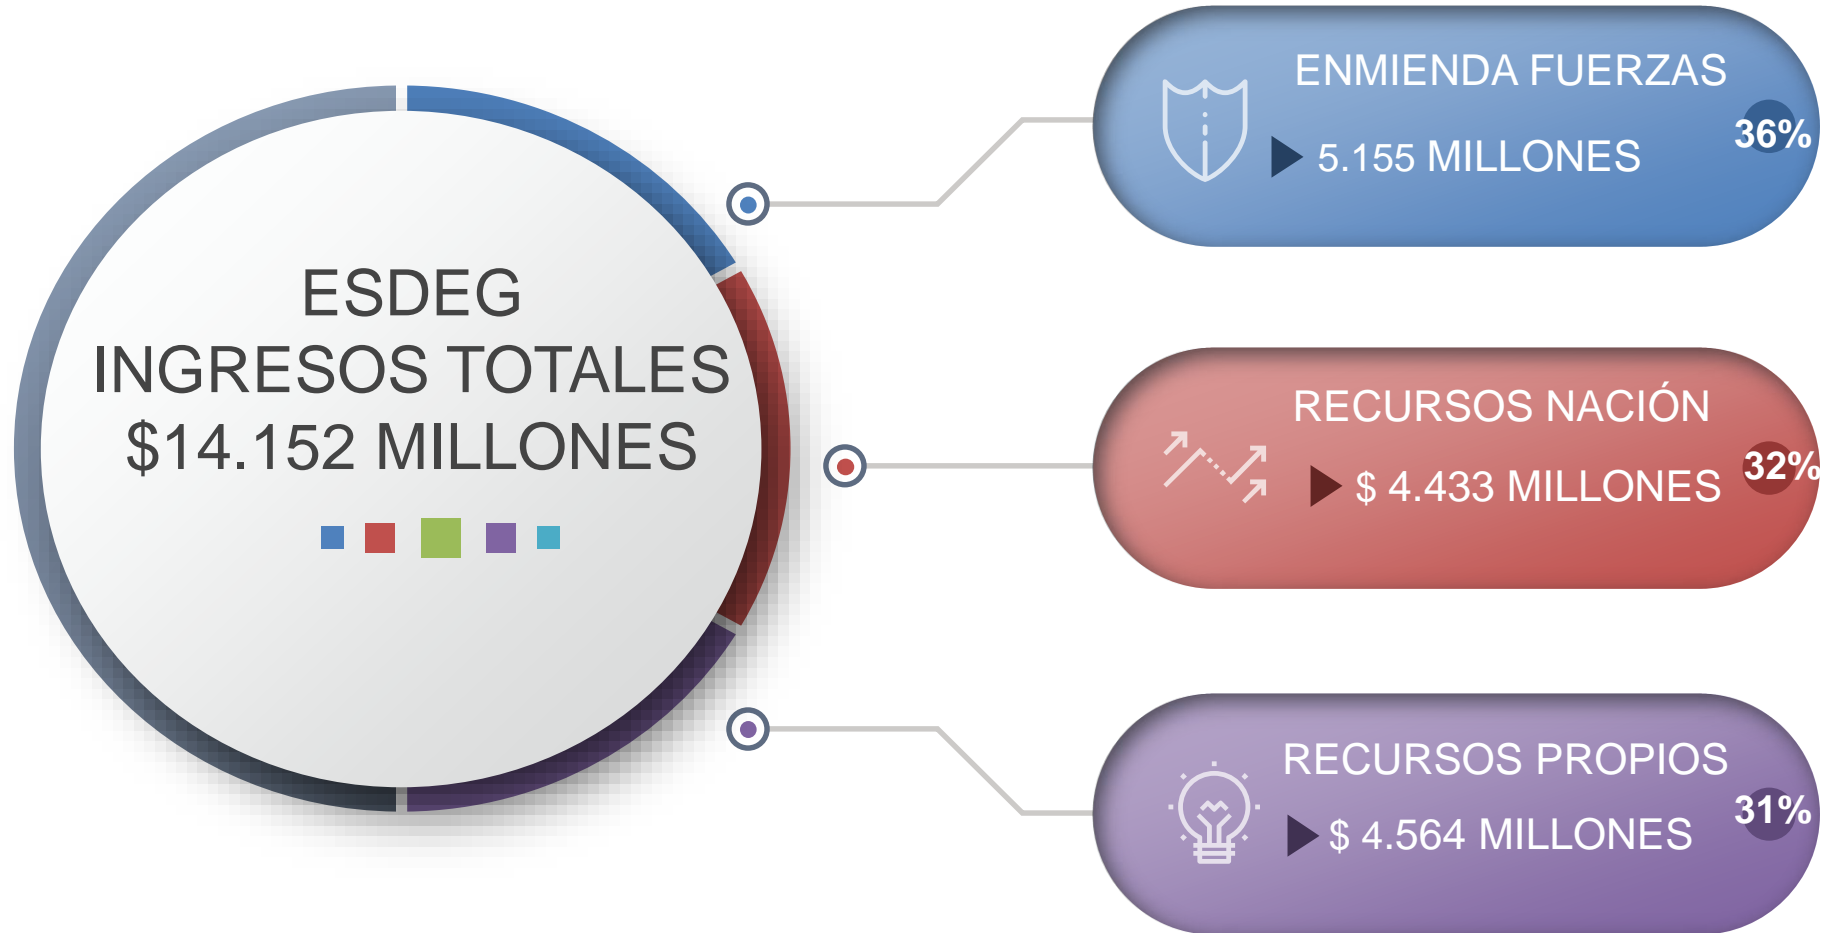 ESDEG
INGRESOS TOTALES
$14.152 MILLONES
ENMIENDA FUERZAS
5.155 MILLONES
36%
RECURSOS NACIÓN
$ 4.433 MILLONES
32%
RECURSOS PROPIOS
$ 4.564 MILLONES
31%